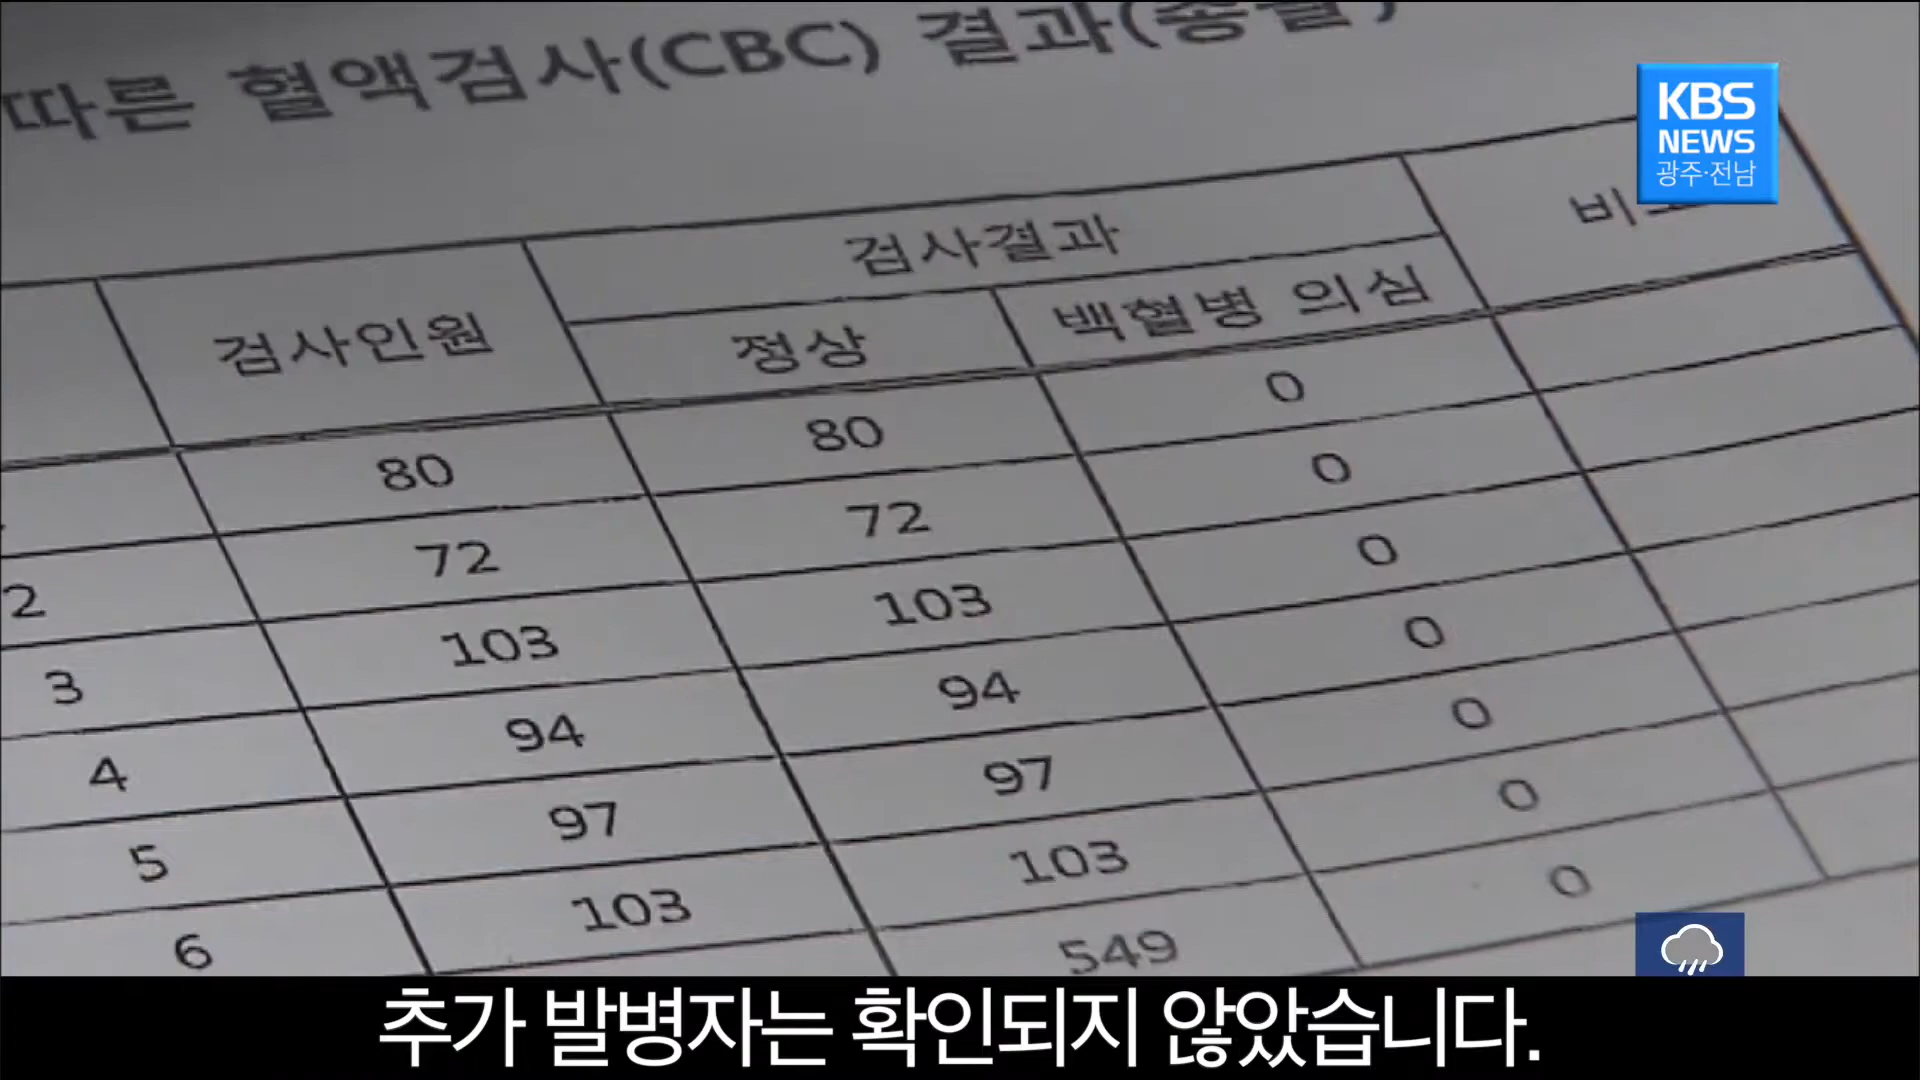 따른 혈액검사(CBC) 결과(총괄)
KBS
NEWS
광주·전남
검사인원
검사결과
정상
백혈병 의심
80 80 0
2 72 72 0
3 103 103 0
4 94 94 0
5 97 97 0
6 103 103 0
549 0
추가 발병자는 확인되지 않았습니다.